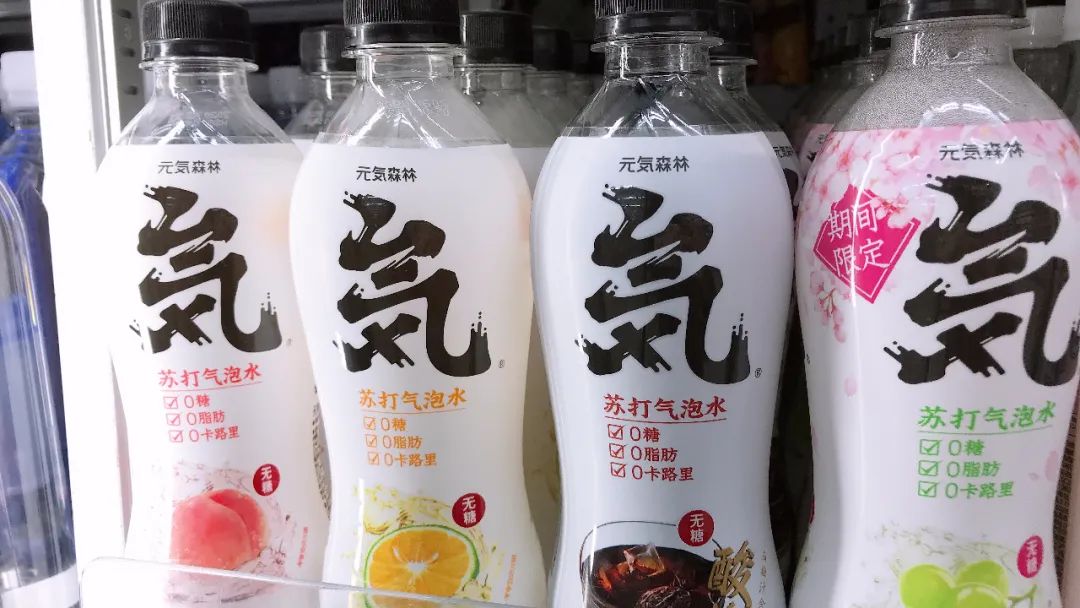 元気森林
気
苏打气泡水
0糖
0脂肪
0卡路里
无糖
元気森林
気
苏打气泡水
0糖
0脂肪
0卡路里
无糖
元気森林
気
苏打气泡水
0糖
0脂肪
0卡路里
无糖
酸
元気森林
期间
限定
気
苏打气泡水
0糖
0脂肪
0卡路里
无糖